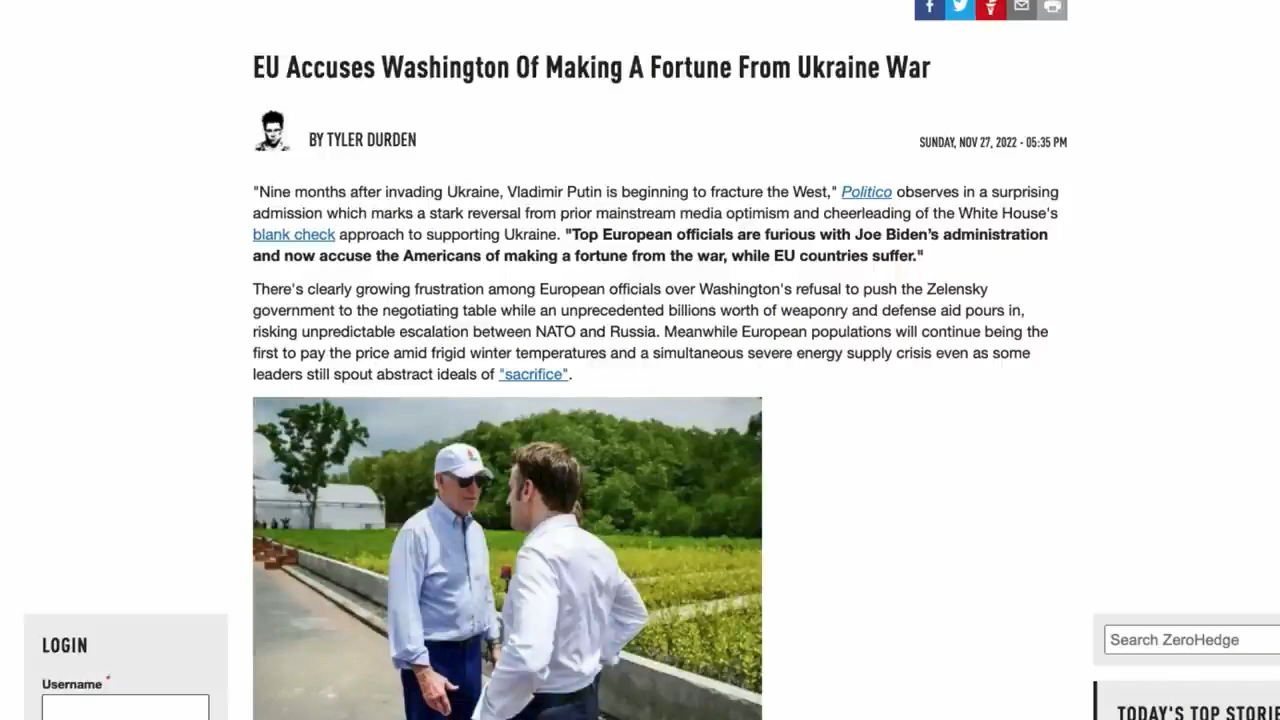 EU Accuses Washington Of Making A Fortune From Ukraine War
BY TYLER DURDEN
SUNDAY, NOV 27, 2022 - 05:35 PM
"Nine months after invading Ukraine, Vladimir Putin is beginning to fracture the West," Politico observes in a surprising
admission which marks a stark reversal from prior mainstream media optimism and cheerleading of the White House's
blank check approach to supporting Ukraine. "Top European officials are furious with Joe Biden’s administration
and now accuse the Americans of making a fortune from the war, while EU countries suffer."
There's clearly growing frustration among European officials over Washington's refusal to push the Zelensky
government to the negotiating table while an unprecedented billions worth of weaponry and defense aid pours in,
risking unpredictable escalation between NATO and Russia. Meanwhile European populations will continue being the
first to pay the price amid frigid winter temperatures and a simultaneous severe energy supply crisis even as some
leaders still spout abstract ideals of "sacrifice".
LOGIN
Username *
Search ZeroHedge
TODAY'S TOP STORIE